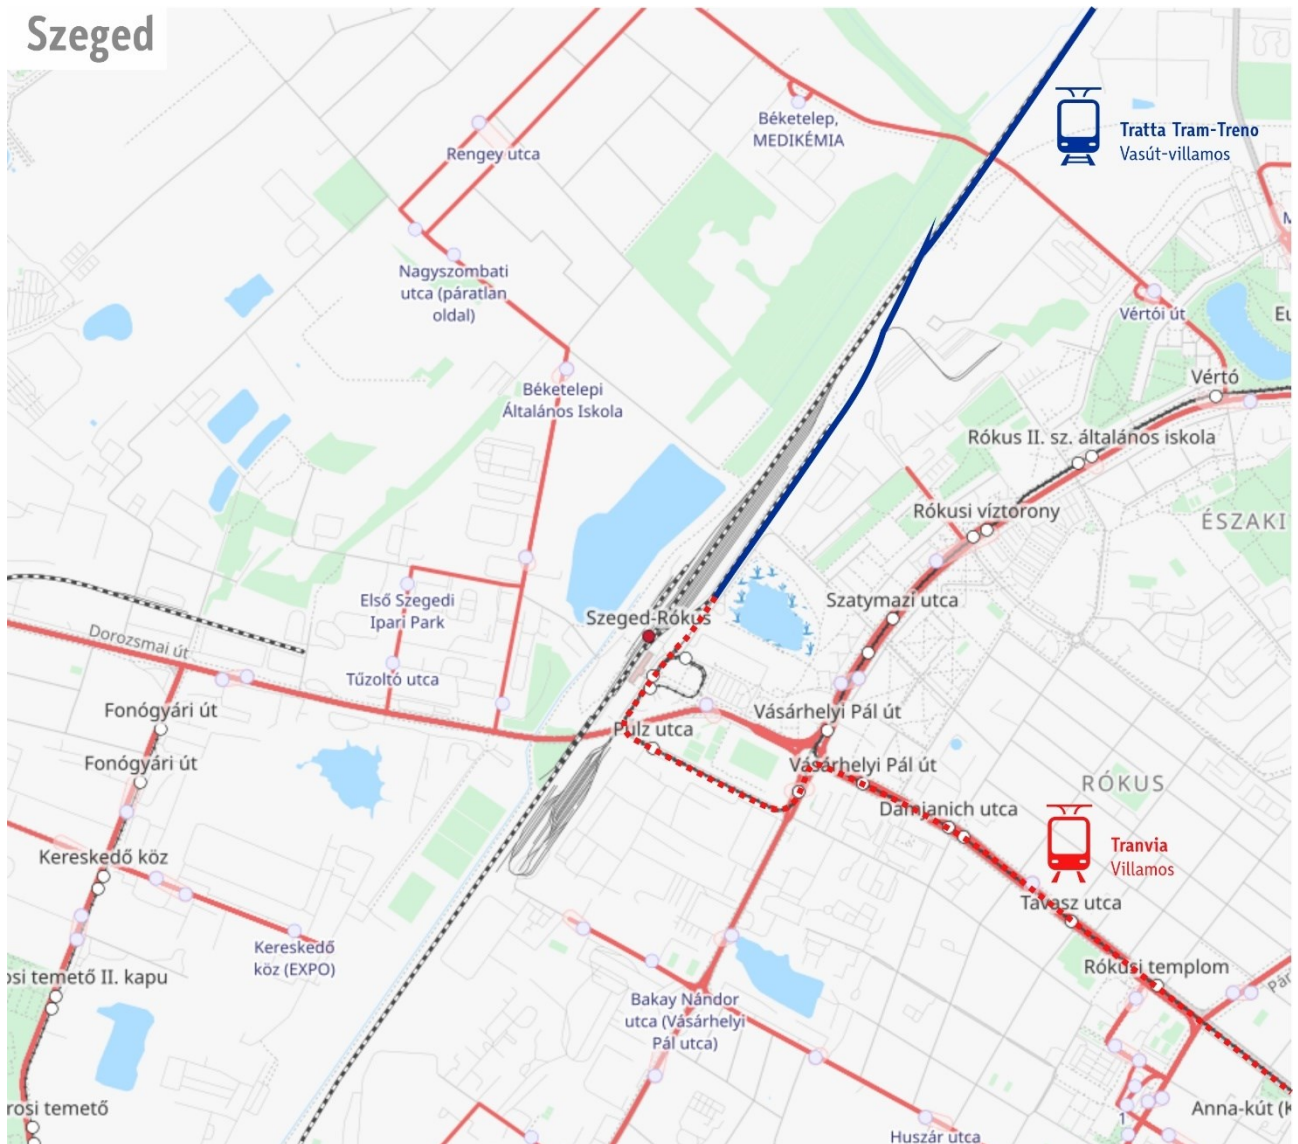 Szeged
Béketelep,
MEDIKÉMIA
Tratta Tram-Treno
Vasút-villamos
Rengey utca
Nagyszombati
utca (páratlan
oldal)
Vértói út
Vértó
Béketelepi
Általános Iskola
Rókus II. sz. általános iskola
Rókusi víztorony
ÉSZAKI
Első Szegedi
Ipari Park
Szeged-Rókus
Szatymazi utca
Dorozsmai út
Tűzoltó utca
Fonógyári út
Pulz utca
Vásárhelyi Pál út
Fonógyári út
Vásárhelyi Pál út
RÓKUS
Damjanich utca
Tranvia
Villamos
Kereskedő köz
Tavasz utca
Kereskedő
köz (EXPO)
osi temető II. kapu
Rókusi templom
Bakay Nándor
utca (Vásárhelyi
Pál utca)
rosi temető
Anna-kút (K
1
Huszár utca